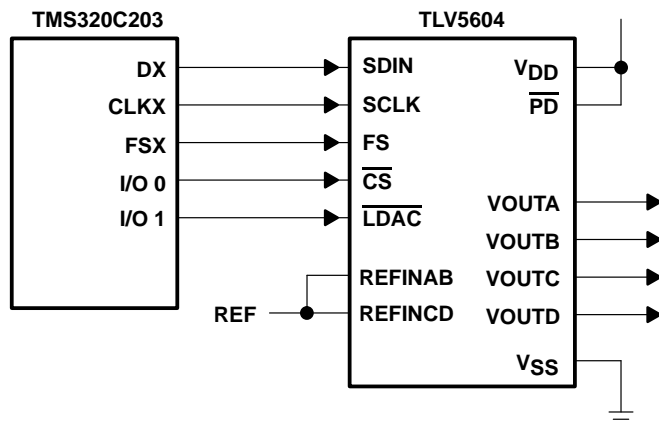 TMS320C203
TLV5604
DX
CLKX
FSX
I/O 0
I/O 1
REF
SDIN
SCLK
FS
CS
LDAC
REFINAB
REFINCD
VDD
PD
VOUTA
VOUTB
VOUTC
VOUTD
VSS